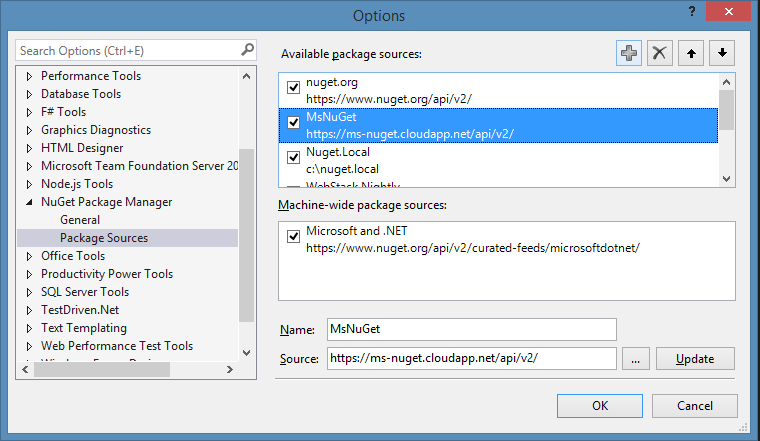 Options
?
Search Options (Ctrl+E)
Performance Tools
Database Tools
F# Tools
Graphics Diagnostics
HTML Designer
Microsoft Team Foundation Server 20
Node.js Tools
NuGet Package Manager
General
Package Sources
Office Tools
Productivity Power Tools
SQL Server Tools
TestDriven.Net
Text Templating
Web Performance Test Tools
Available package sources:
nuget.org
https://www.nuget.org/api/v2/
MsNuGet
https://ms-nuget.cloudapp.net/api/v2/
Nuget.Local
c:\nuget.local
WebStack Nightly
Machine-wide package sources:
Microsoft and .NET
https://www.nuget.org/api/v2/curated-feeds/microsoftdotnet/
Name: MsNuGet
Source: https://ms-nuget.cloudapp.net/api/v2/ ... Update
OK Cancel